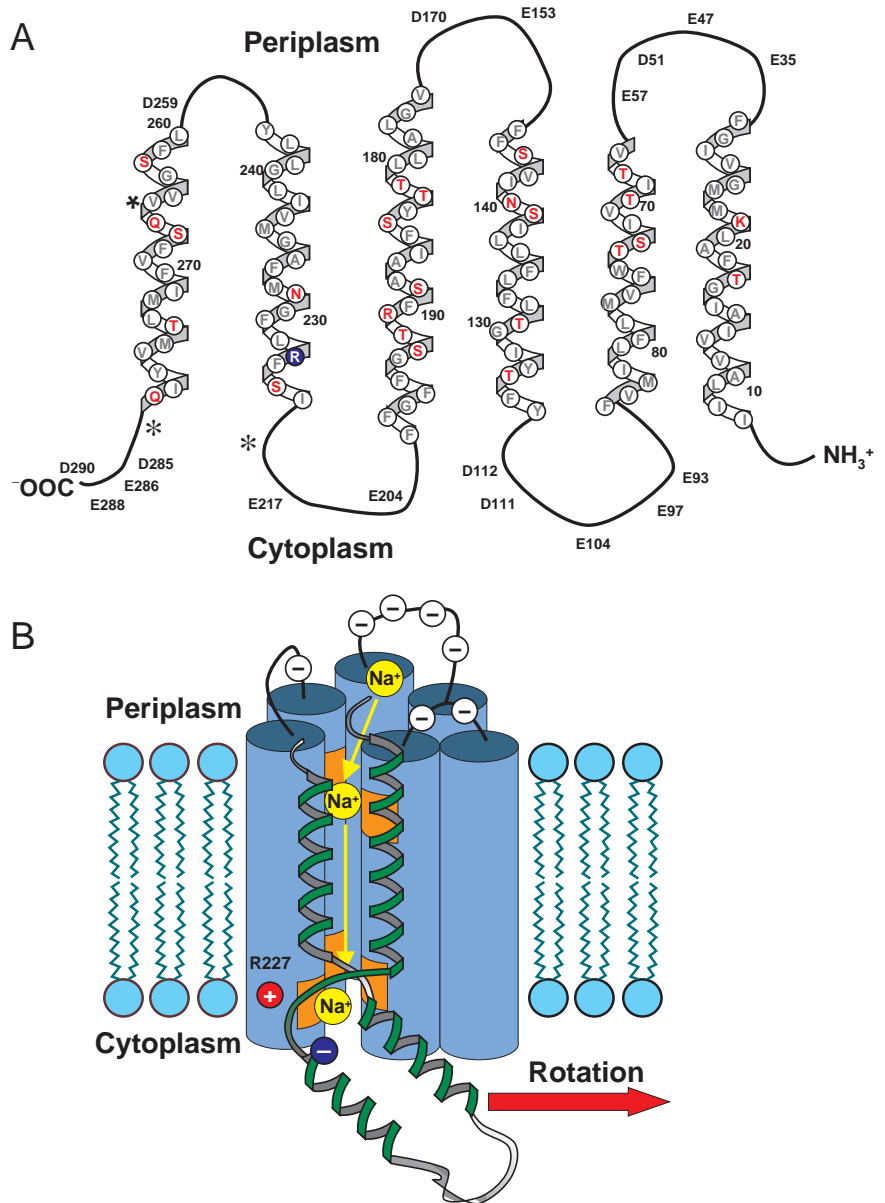 A
Periplasm
D170
E153
E47
D51
E35
E57
D259
260
L
F
S
G
V
V
*
Q
S
F
V
270
F
I
M
L
T
M
V
Y
I
Q
*
Y
L
240
L
G
I
L
V
M
G
A
F
M
N
G
230
F
L
R
F
S
I
*
V
G
L
A
180
L
L
T
T
Y
S
I
A
S
A
F
190
R
T
S
G
F
F
G
F
F
F
S
V
I
140
N
S
I
L
L
L
F
L
130
T
G
I
Y
T
F
Y
V
T
I
T
70
V
I
S
T
F
W
V
M
L
F
L
80
I
M
V
F
F
I
V
G
M
M
K
L
20
A
F
T
G
I
A
I
V
A
L
10
I
I
NH₃⁺
⁻OOC
D290
D285
E286
E288
E217
E204
D112
D111
E93
E97
E104
Cytoplasm
B
Periplasm
−
−
−
−
−
−
−
Na⁺
Na⁺
R227
+
Na⁺
−
Cytoplasm
Rotation